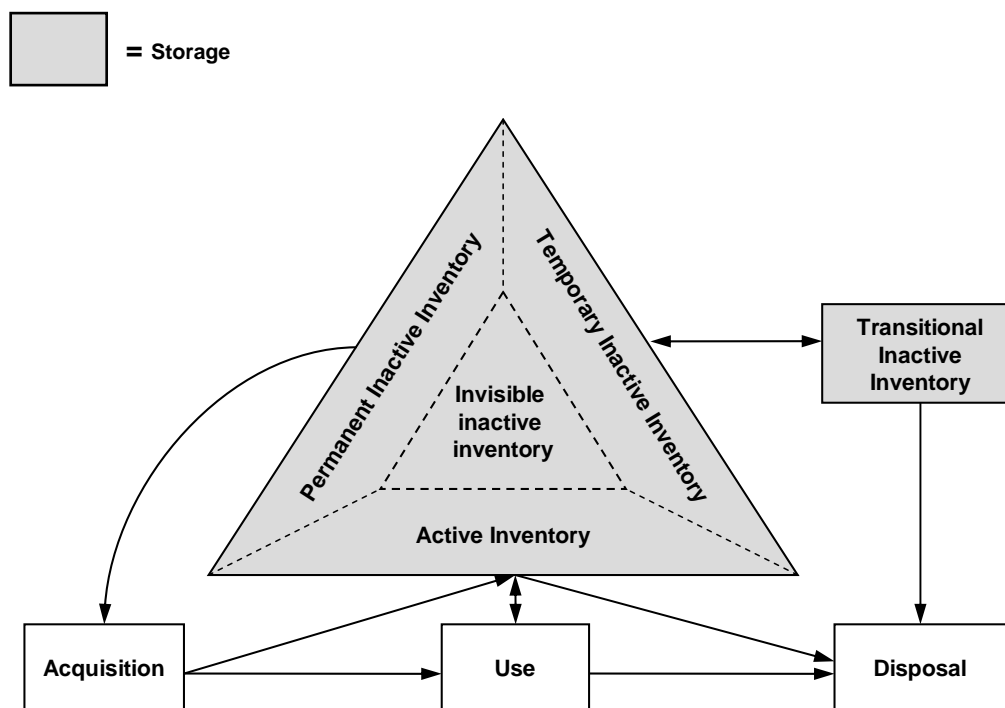 = Storage
Permanent Inactive Inventory
Temporary Inactive Inventory
Invisible
inactive
inventory
Active Inventory
Transitional
Inactive
Inventory
Acquisition
Use
Disposal